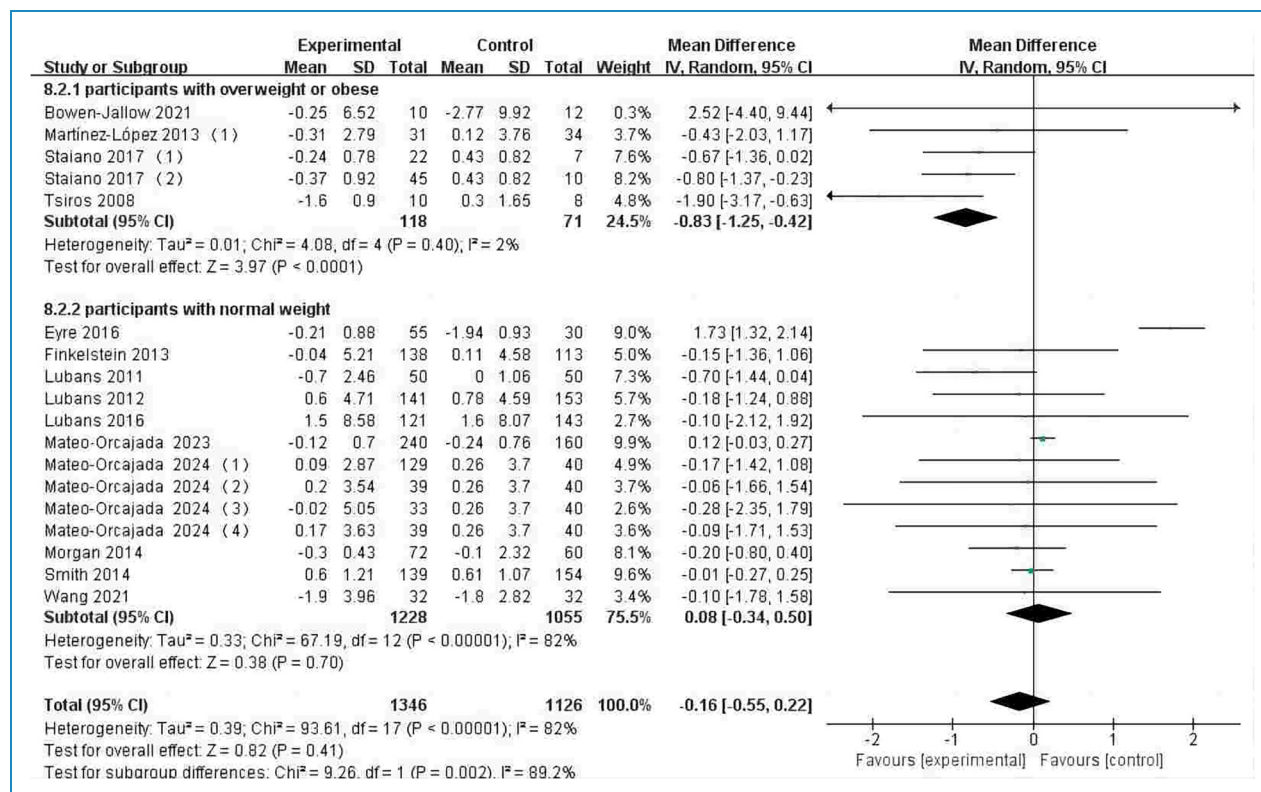 Experimental Control Mean Difference Mean Difference
Study or Subgroup Mean SD Total Mean SD Total Weight IV, Random, 95% CI IV, Random, 95% CI
8.2.1 participants with overweight or obese
Bowen-Jallow 2021 -0.25 6.52 10 -2.77 9.92 12 0.3% 2.52 [-4.40, 9.44]
Martínez-López 2013 (1) -0.31 2.79 31 0.12 3.76 34 3.7% -0.43 [-2.03, 1.17]
Staiano 2017 (1) -0.24 0.78 22 0.43 0.82 7 7.6% -0.67 [-1.36, 0.02]
Staiano 2017 (2) -0.37 0.92 45 0.43 0.82 10 8.2% -0.80 [-1.37, -0.23]
Tsiros 2008 -1.6 0.9 10 0.3 1.65 8 4.8% -1.90 [-3.17, -0.63]
Subtotal (95% CI) 118 71 24.5% -0.83 [-1.25, -0.42]
Heterogeneity: Tau² = 0.01; Chi² = 4.08, df = 4 (P = 0.40); I² = 2%
Test for overall effect: Z = 3.97 (P < 0.0001)
8.2.2 participants with normal weight
Eyre 2016 -0.21 0.88 55 -1.94 0.93 30 9.0% 1.73 [1.32, 2.14]
Finkelstein 2013 -0.04 5.21 138 0.11 4.58 113 5.0% -0.15 [-1.36, 1.06]
Lubans 2011 -0.7 2.46 50 0 1.06 50 7.3% -0.70 [-1.44, 0.04]
Lubans 2012 0.6 4.71 141 0.78 4.59 153 5.7% -0.18 [-1.24, 0.88]
Lubans 2016 1.5 8.58 121 1.6 8.07 143 2.7% -0.10 [-2.12, 1.92]
Mateo-Orcajada 2023 -0.12 0.7 240 -0.24 0.76 160 9.9% 0.12 [-0.03, 0.27]
Mateo-Orcajada 2024 (1) 0.09 2.87 129 0.26 3.7 40 4.9% -0.17 [-1.42, 1.08]
Mateo-Orcajada 2024 (2) 0.2 3.54 39 0.26 3.7 40 3.7% -0.06 [-1.66, 1.54]
Mateo-Orcajada 2024 (3) -0.02 5.05 33 0.26 3.7 40 2.6% -0.28 [-2.35, 1.79]
Mateo-Orcajada 2024 (4) 0.17 3.63 39 0.26 3.7 40 3.6% -0.09 [-1.71, 1.53]
Morgan 2014 -0.3 0.43 72 -0.1 2.32 60 8.1% -0.20 [-0.80, 0.40]
Smith 2014 0.6 1.21 139 0.61 1.07 154 9.6% -0.01 [-0.27, 0.25]
Wang 2021 -1.9 3.96 32 -1.8 2.82 32 3.4% -0.10 [-1.78, 1.58]
Subtotal (95% CI) 1228 1055 75.5% 0.08 [-0.34, 0.50]
Heterogeneity: Tau² = 0.33; Chi² = 67.19, df = 12 (P < 0.00001); I² = 82%
Test for overall effect: Z = 0.38 (P = 0.70)
Total (95% CI) 1346 1126 100.0% -0.16 [-0.55, 0.22]
Heterogeneity: Tau² = 0.39; Chi² = 93.61, df = 17 (P < 0.00001); I² = 82%
Test for overall effect: Z = 0.82 (P = 0.41)
Test for subgroup differences: Chi² = 9.26, df = 1 (P = 0.002), I² = 89.2%
-2 -1 0 1 2
Favours [experimental] Favours [control]